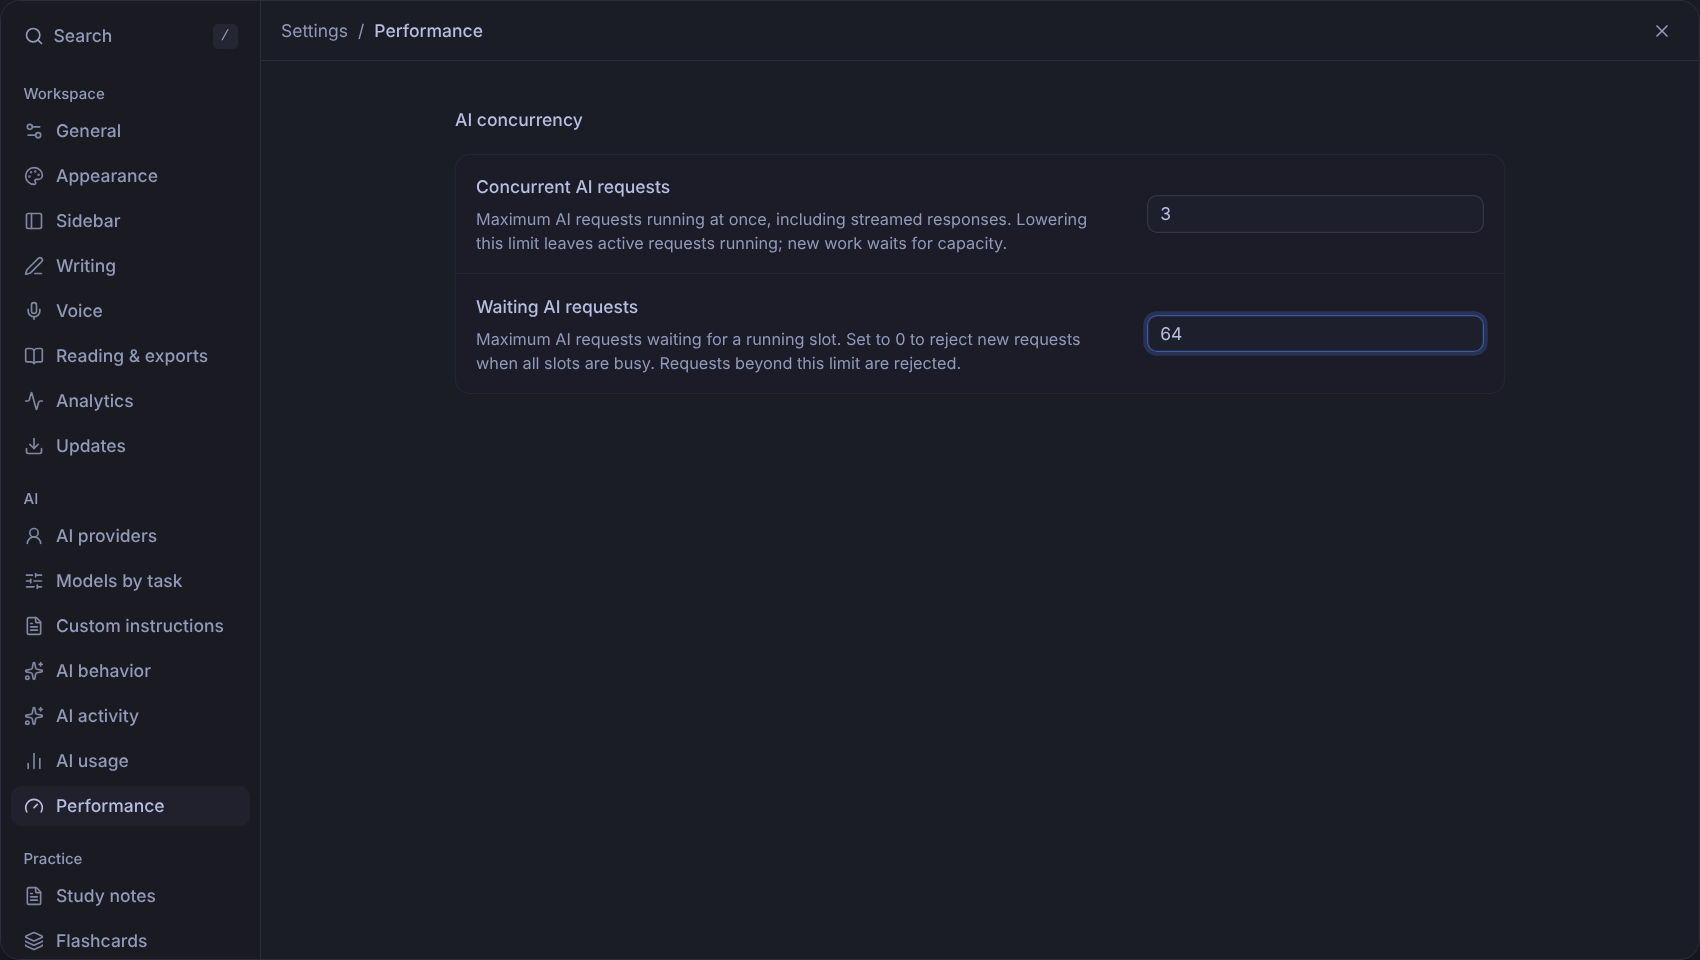 Search
/
Workspace
General
Appearance
Sidebar
Writing
Voice
Reading & exports
Analytics
Updates
AI
AI providers
Models by task
Custom instructions
AI behavior
AI activity
AI usage
Performance
Practice
Study notes
Flashcards
Settings / Performance
AI concurrency
Concurrent AI requests
Maximum AI requests running at once, including streamed responses. Lowering
this limit leaves active requests running; new work waits for capacity.
3
Waiting AI requests
Maximum AI requests waiting for a running slot. Set to 0 to reject new requests
when all slots are busy. Requests beyond this limit are rejected.
64